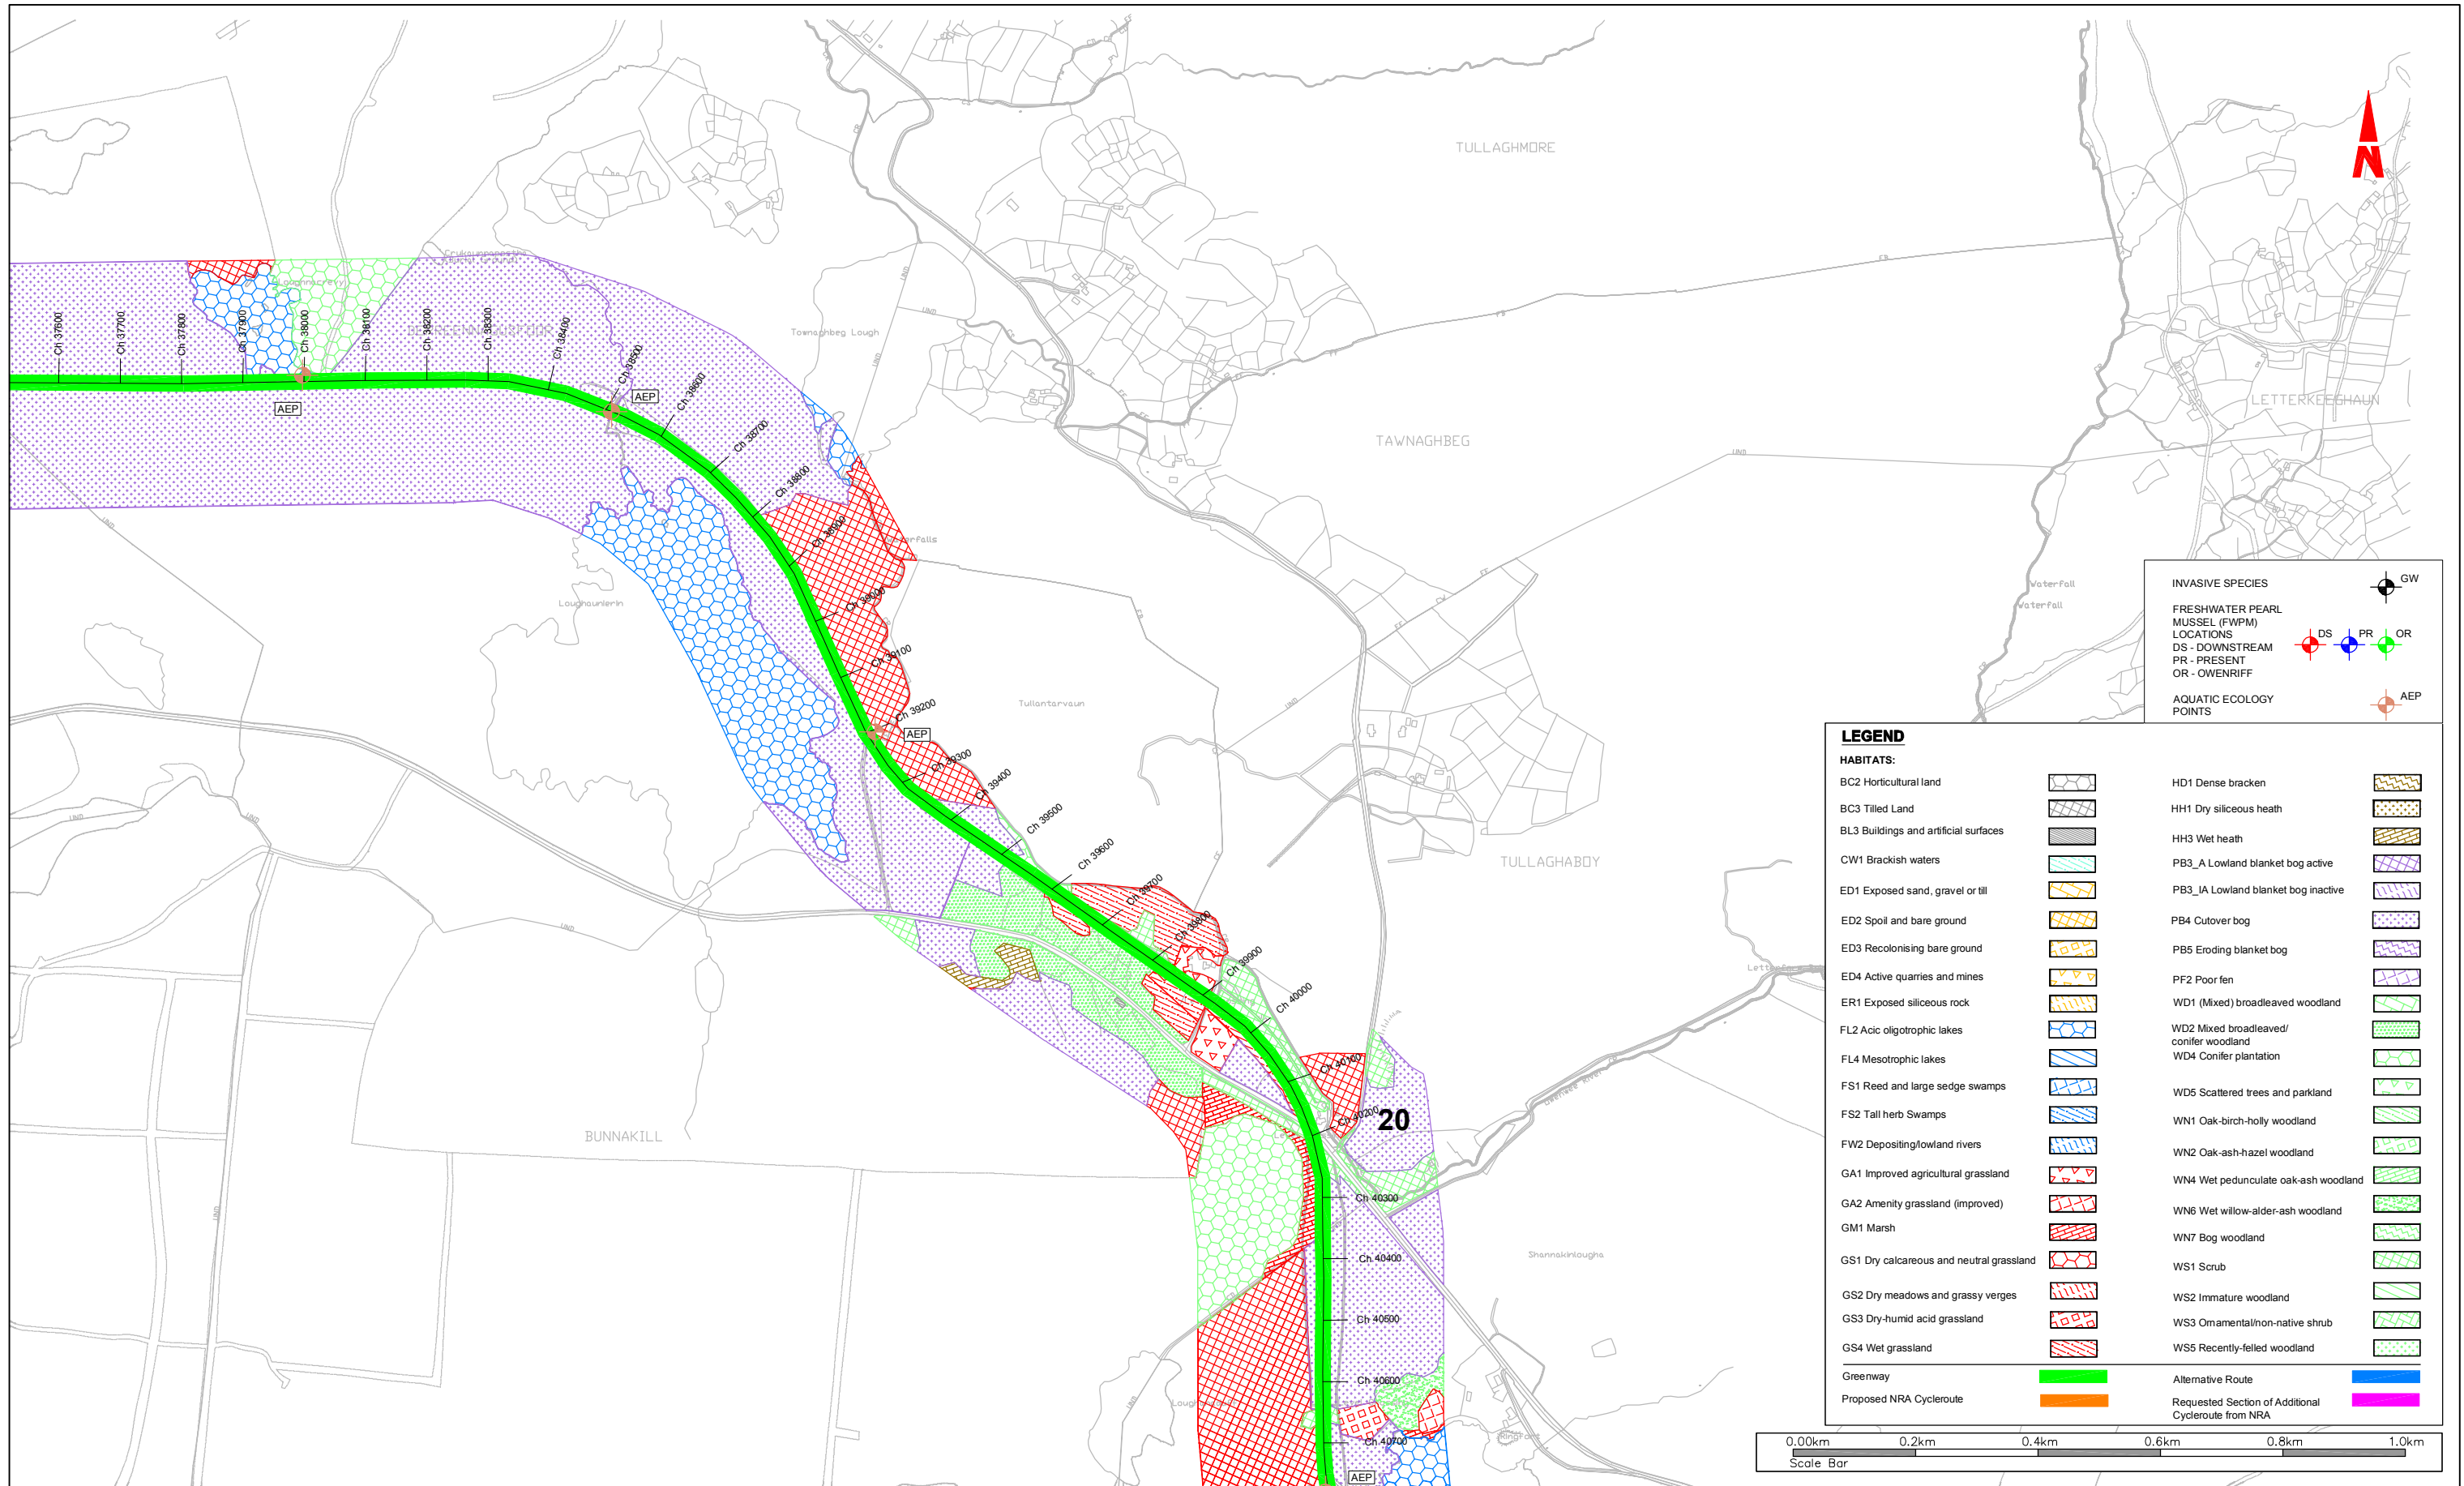 TULLAGHMORE
N
Loughnacrevy
Townaghbeg Lough
Ch 37600
Ch 37700
Ch 37800
Ch 37900
Ch 38000
Ch 38100
Ch 38200
Ch 38300
Ch 38400
Ch 38500
Ch 38600
Ch 38700
Ch 38800
Ch 38900
Ch 39000
Ch 39100
Ch 39200
Ch 39300
Ch 39400
Ch 39500
Ch 39600
Ch 39700
Ch 39800
Ch 39900
Ch 40000
Ch 40100
Ch 40200
Ch 40300
Ch 40400
Ch 40500
Ch 40600
Ch 40700
AEP
AEP
AEP
AEP
LETTERKEEGHAUN
TAWNAGHBEG
Loughaunierin
Tullantarvaun
Waterfall
Waterfall
TULLAGHABOY
20
BUNNAKILL
Shannakinlougha
INVASIVE SPECIES
GW
FRESHWATER PEARL
MUSSEL (FWPM)
LOCATIONS
DS - DOWNSTREAM
PR - PRESENT
OR - OWENRIFF
DS
PR
OR
AQUATIC ECOLOGY
POINTS
AEP
LEGEND
HABITATS:
BC2 Horticultural land
BC3 Tilled Land
BL3 Buildings and artificial surfaces
CW1 Brackish waters
ED1 Exposed sand, gravel or till
ED2 Spoil and bare ground
ED3 Recolonising bare ground
ED4 Active quarries and mines
ER1 Exposed siliceous rock
FL2 Acic oligotrophic lakes
FL4 Mesotrophic lakes
FS1 Reed and large sedge swamps
FS2 Tall herb Swamps
FW2 Depositing/lowland rivers
GA1 Improved agricultural grassland
GA2 Amenity grassland (improved)
GM1 Marsh
GS1 Dry calcareous and neutral grassland
GS2 Dry meadows and grassy verges
GS3 Dry-humid acid grassland
GS4 Wet grassland
HD1 Dense bracken
HH1 Dry siliceous heath
HH3 Wet heath
PB3_A Lowland blanket bog active
PB3_IA Lowland blanket bog inactive
PB4 Cutover bog
PB5 Eroding blanket bog
PF2 Poor fen
WD1 (Mixed) broadleaved woodland
WD2 Mixed broadleaved/
conifer woodland
WD4 Conifer plantation
WD5 Scattered trees and parkland
WN1 Oak-birch-holly woodland
WN2 Oak-ash-hazel woodland
WN4 Wet pedunculate oak-ash woodland
WN6 Wet willow-alder-ash woodland
WN7 Bog woodland
WS1 Scrub
WS2 Immature woodland
WS3 Ornamental/non-native shrub
WS5 Recently-felled woodland
Greenway
Proposed NRA Cycleroute
Alternative Route
Requested Section of Additional
Cycleroute from NRA
0.00km 0.2km 0.4km 0.6km 0.8km 1.0km
Scale Bar